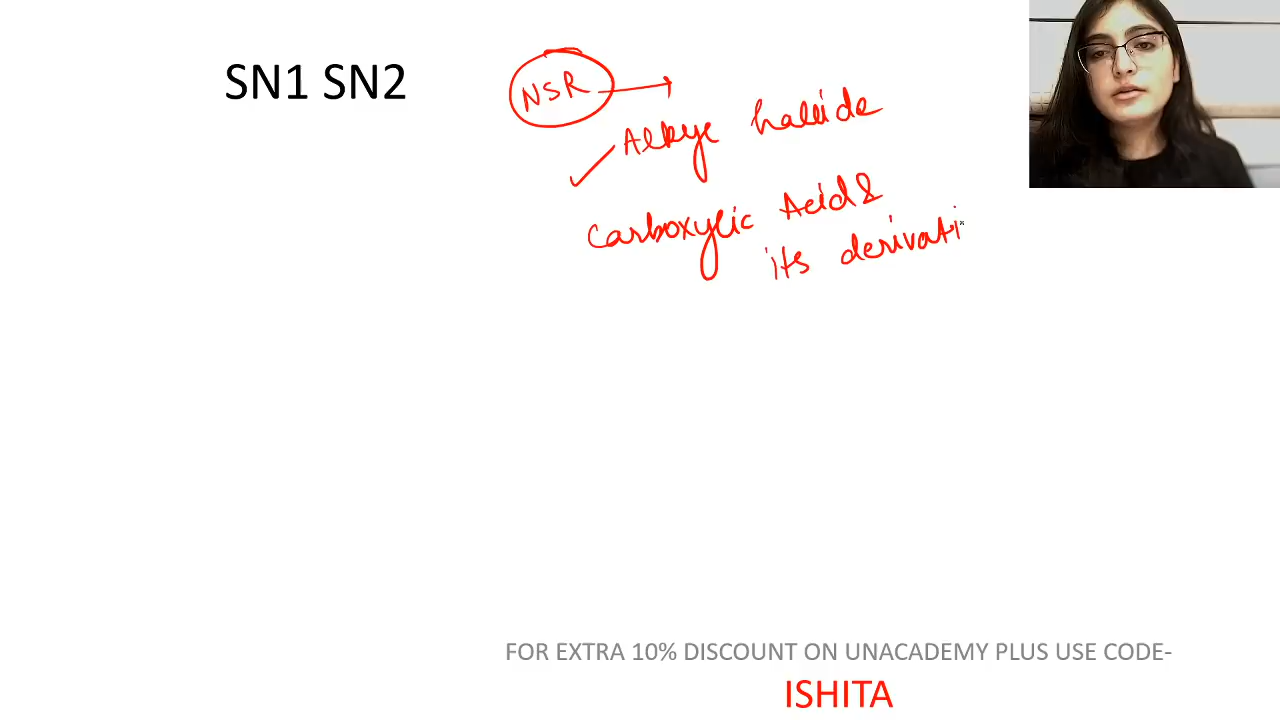 SN1 SN2
NSR
Alkyl halide
Carboxylic Acid &
its derivati
FOR EXTRA 10% DISCOUNT ON UNACADEMY PLUS USE CODE-
ISHITA